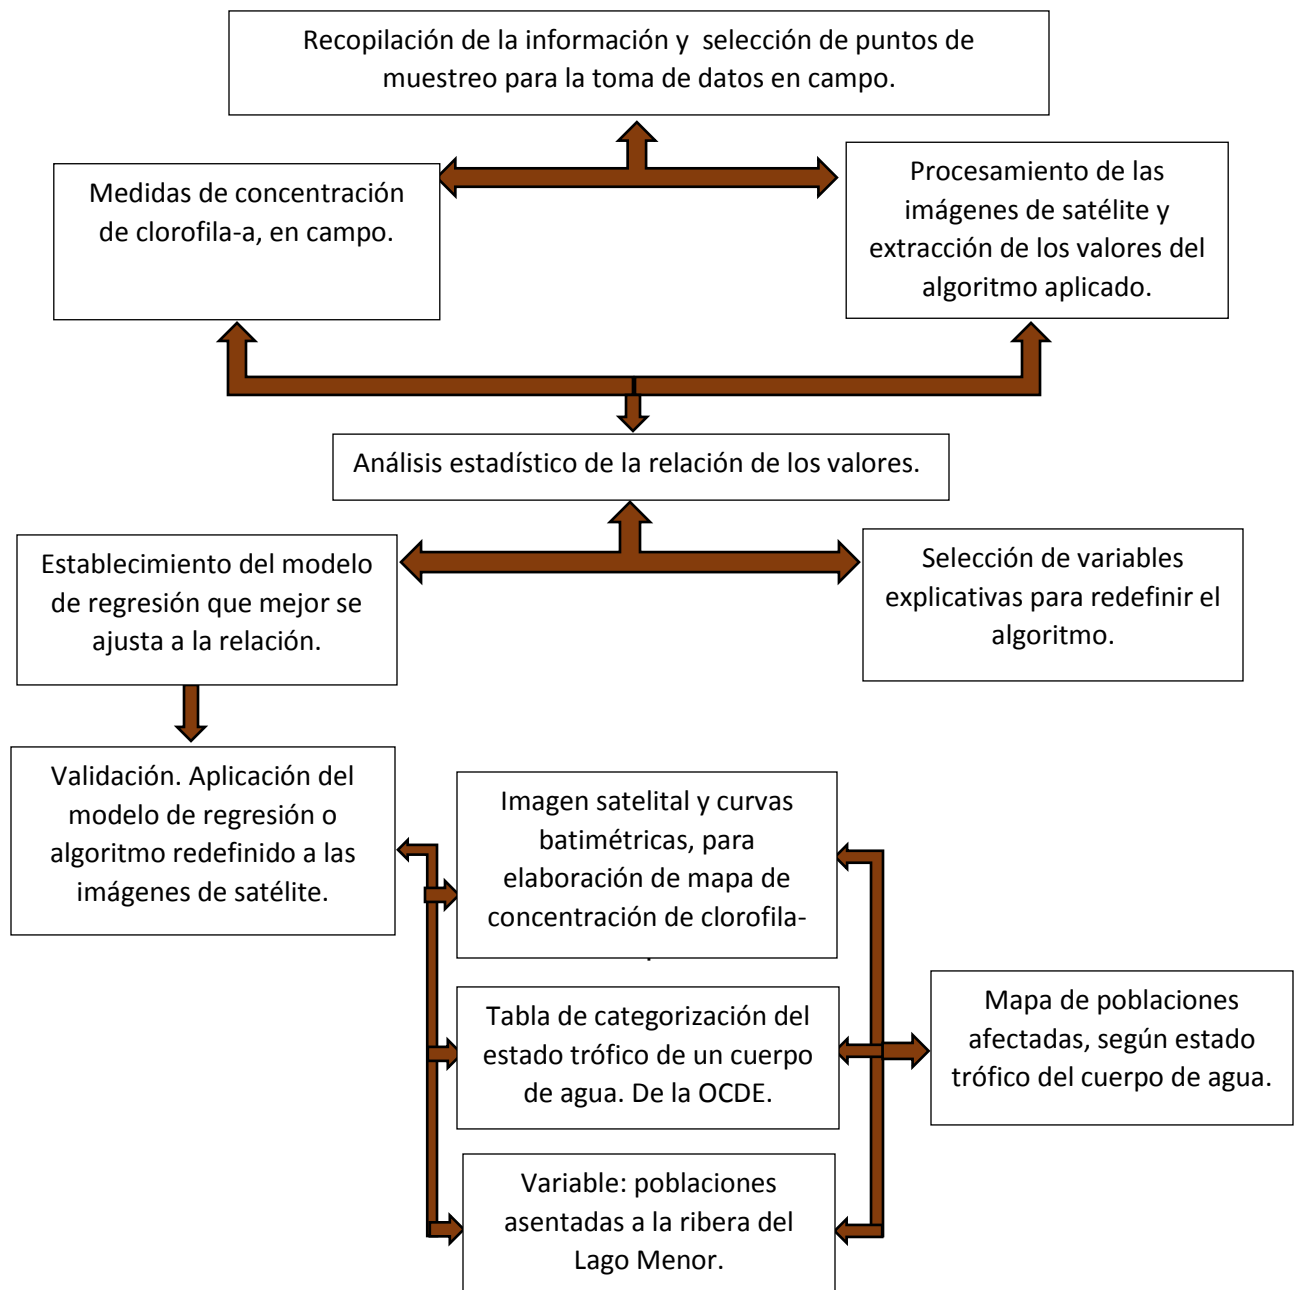 Recopilación de la información y  selección de puntos de
muestreo para la toma de datos en campo.
Medidas de concentración
de clorofila-a, en campo.
Procesamiento de las
imágenes de satélite y
extracción de los valores del
algoritmo aplicado.
Análisis estadístico de la relación de los valores.
Establecimiento del modelo
de regresión que mejor se
ajusta a la relación.
Selección de variables
explicativas para redefinir el
algoritmo.
Validación. Aplicación del
modelo de regresión o
algoritmo redefinido a las
imágenes de satélite.
Imagen satelital y curvas
batimétricas, para
elaboración de mapa de
concentración de clorofila-
Tabla de categorización del
estado trófico de un cuerpo
de agua. De la OCDE.
Variable: poblaciones
asentadas a la ribera del
Lago Menor.
Mapa de poblaciones
afectadas, según estado
trófico del cuerpo de agua.